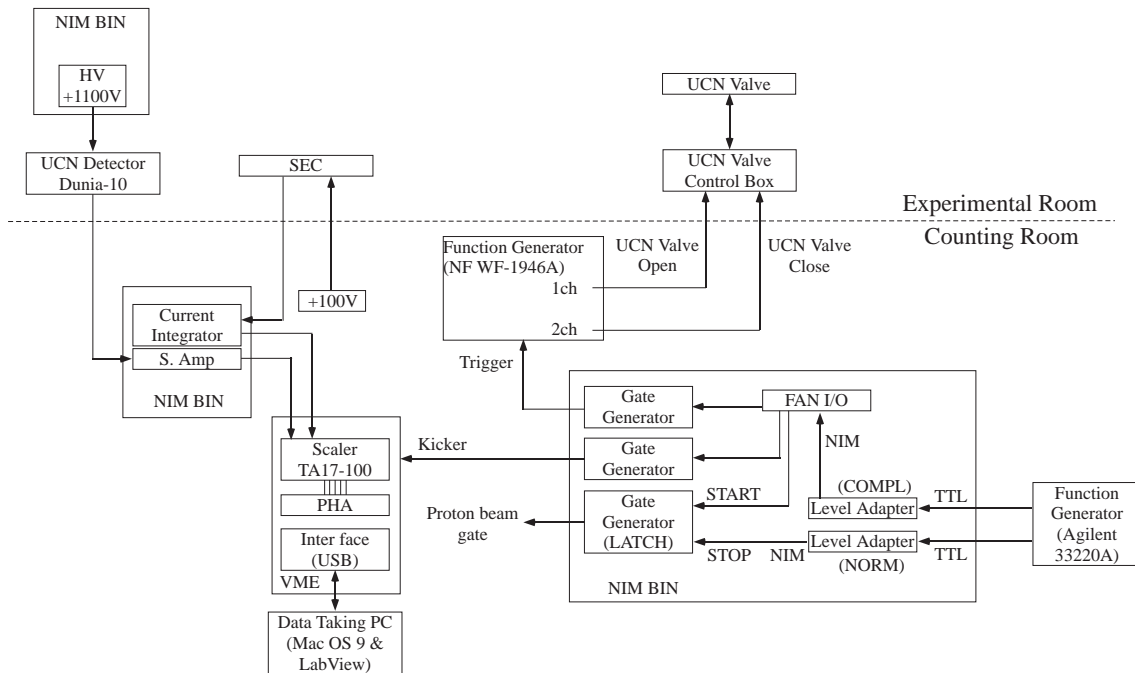 NIM BIN
HV
+1100V
UCN Detector
Dunia-10
SEC
UCN Valve
UCN Valve
Control Box
Experimental Room
Counting Room
Function Generator
(NF WF-1946A)
1ch
2ch
UCN Valve
Open
UCN Valve
Close
+100V
Current
Integrator
S. Amp
NIM BIN
Trigger
Gate
Generator
FAN I/O
NIM
Kicker
Gate
Generator
Scaler
TA17-100
PHA
Inter face
(USB)
VME
Data Taking PC
(Mac OS 9 &
LabView)
Proton beam
gate
START
Gate
Generator
(LATCH)
STOP
NIM
(COMPL)
Level Adapter
Level Adapter
(NORM)
TTL
TTL
Function
Generator
(Agilent
33220A)
NIM BIN